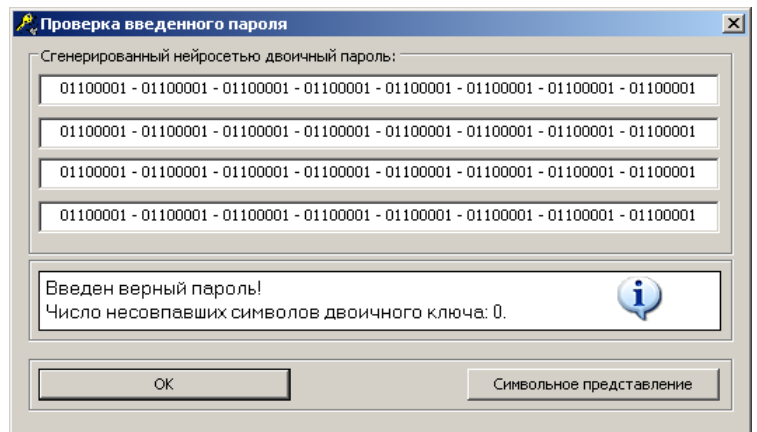 Проверка введенного пароля
Сгенерированный нейросетью двоичный пароль:
01100001 - 01100001 - 01100001 - 01100001 - 01100001 - 01100001 - 01100001 - 01100001
01100001 - 01100001 - 01100001 - 01100001 - 01100001 - 01100001 - 01100001 - 01100001
01100001 - 01100001 - 01100001 - 01100001 - 01100001 - 01100001 - 01100001 - 01100001
01100001 - 01100001 - 01100001 - 01100001 - 01100001 - 01100001 - 01100001 - 01100001
Введен верный пароль!
Число несовпавших символов двоичного ключа: 0.
OK
Символьное представление